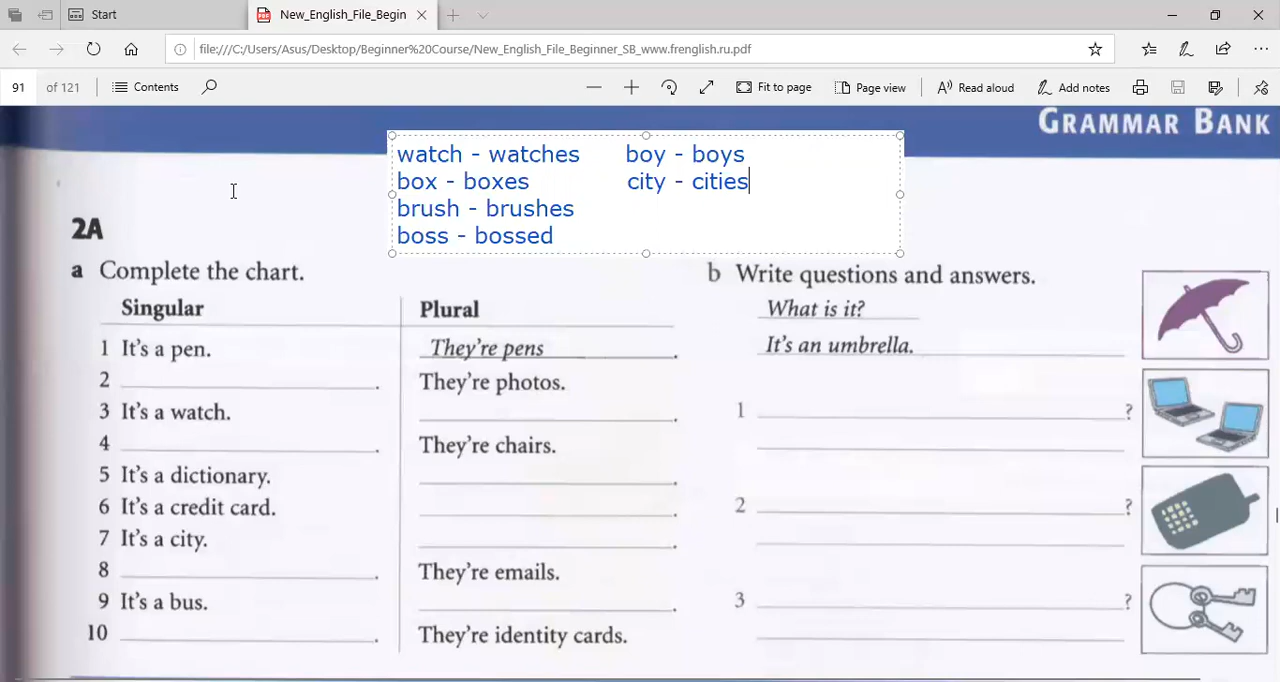 Start
New_English_File_Begin
file:///C:/Users/Asus/Desktop/Beginner%20Course/New_English_File_Beginner_SB_www.frenglish.ru.pdf
91 of 121 Contents Fit to page Page view Read aloud Add notes
GRAMMAR BANK
watch - watches boy - boys
box - boxes city - cities
brush - brushes
boss - bossed
2A
a Complete the chart.
Singular Plural
1 It's a pen. They're pens.
2 . They're photos.
3 It's a watch. .
4 . They're chairs.
5 It's a dictionary. .
6 It's a credit card. .
7 It's a city. .
8 . They're emails.
9 It's a bus. .
10 . They're identity cards.
b Write questions and answers.
What is it?
It's an umbrella.
1 ?
2 ?
3 ?